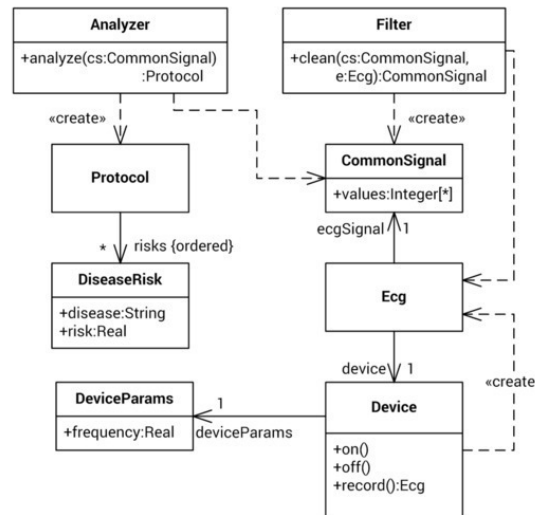 Analyzer
+analyze(cs:CommonSignal)
:Protocol
Filter
+clean(cs:CommonSignal,
e:Ecg):CommonSignal
«create»
«create»
Protocol
CommonSignal
+values:Integer[*]
* risks {ordered}
ecgSignal 1
DiseaseRisk
+disease:String
+risk:Real
Ecg
device 1
«create
DeviceParams
+frequency:Real
1
deviceParams
Device
+on()
+off()
+record():Ecg